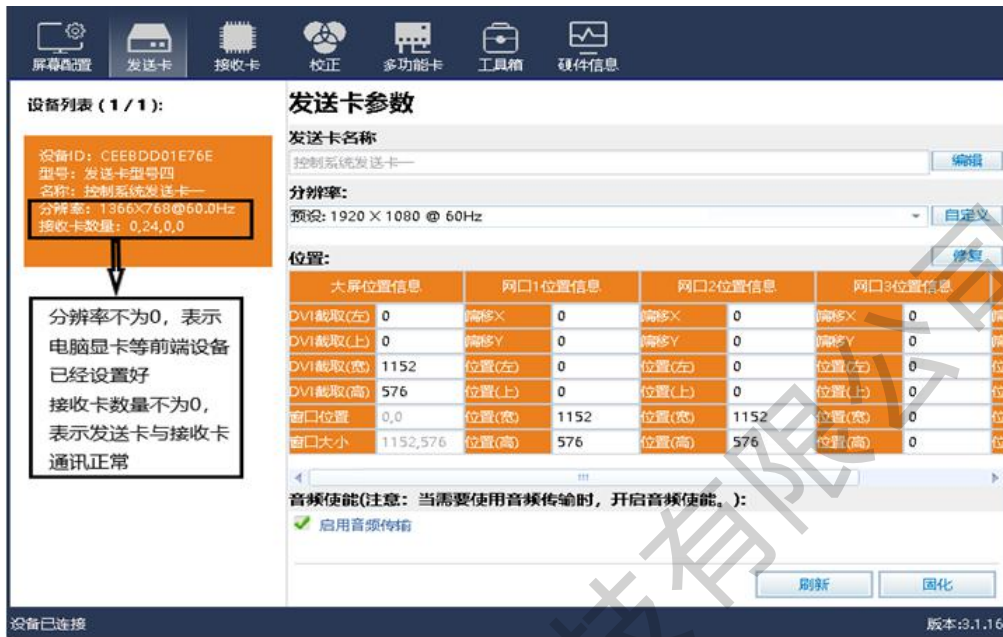 屏幕配置 发送卡 接收卡 校正 多功能卡 工具箱 硬件信息
设备列表 (1/1):
设备ID: CEEBDD01E76E
型号: 发送卡型号四
名称: 控制系统发送卡一
分辨率: 1366X768@60.0Hz
接收卡数量: 0,24,0,0
分辨率不为0，表示
电脑显卡等前端设备
已经设置好
接收卡数量不为0，
表示发送卡与接收卡
通讯正常
发送卡参数
发送卡名称
控制系统发送卡一 编辑
分辨率:
预设: 1920 X 1080 @ 60Hz 自定义
位置: 修复
大屏位置信息 网口1位置信息 网口2位置信息 网口3位置信息
DVI截取(左) 0 偏移X 0 偏移X 0 偏移X 0
DVI截取(上) 0 偏移Y 0 偏移Y 0 偏移Y 0
DVI截取(宽) 1152 位置(左) 0 位置(左) 0 位置(左) 0
DVI截取(高) 576 位置(上) 0 位置(上) 0 位置(上) 0
窗口位置 0,0 位置(宽) 1152 位置(宽) 1152 位置(宽) 0
窗口大小 1152,576 位置(高) 576 位置(高) 576 位置(高) 0
音频使能(注意: 当需要使用音频传输时，开启音频使能。):
启用音频传输
刷新 固化
设备已连接 版本:3.1.16
技有限公